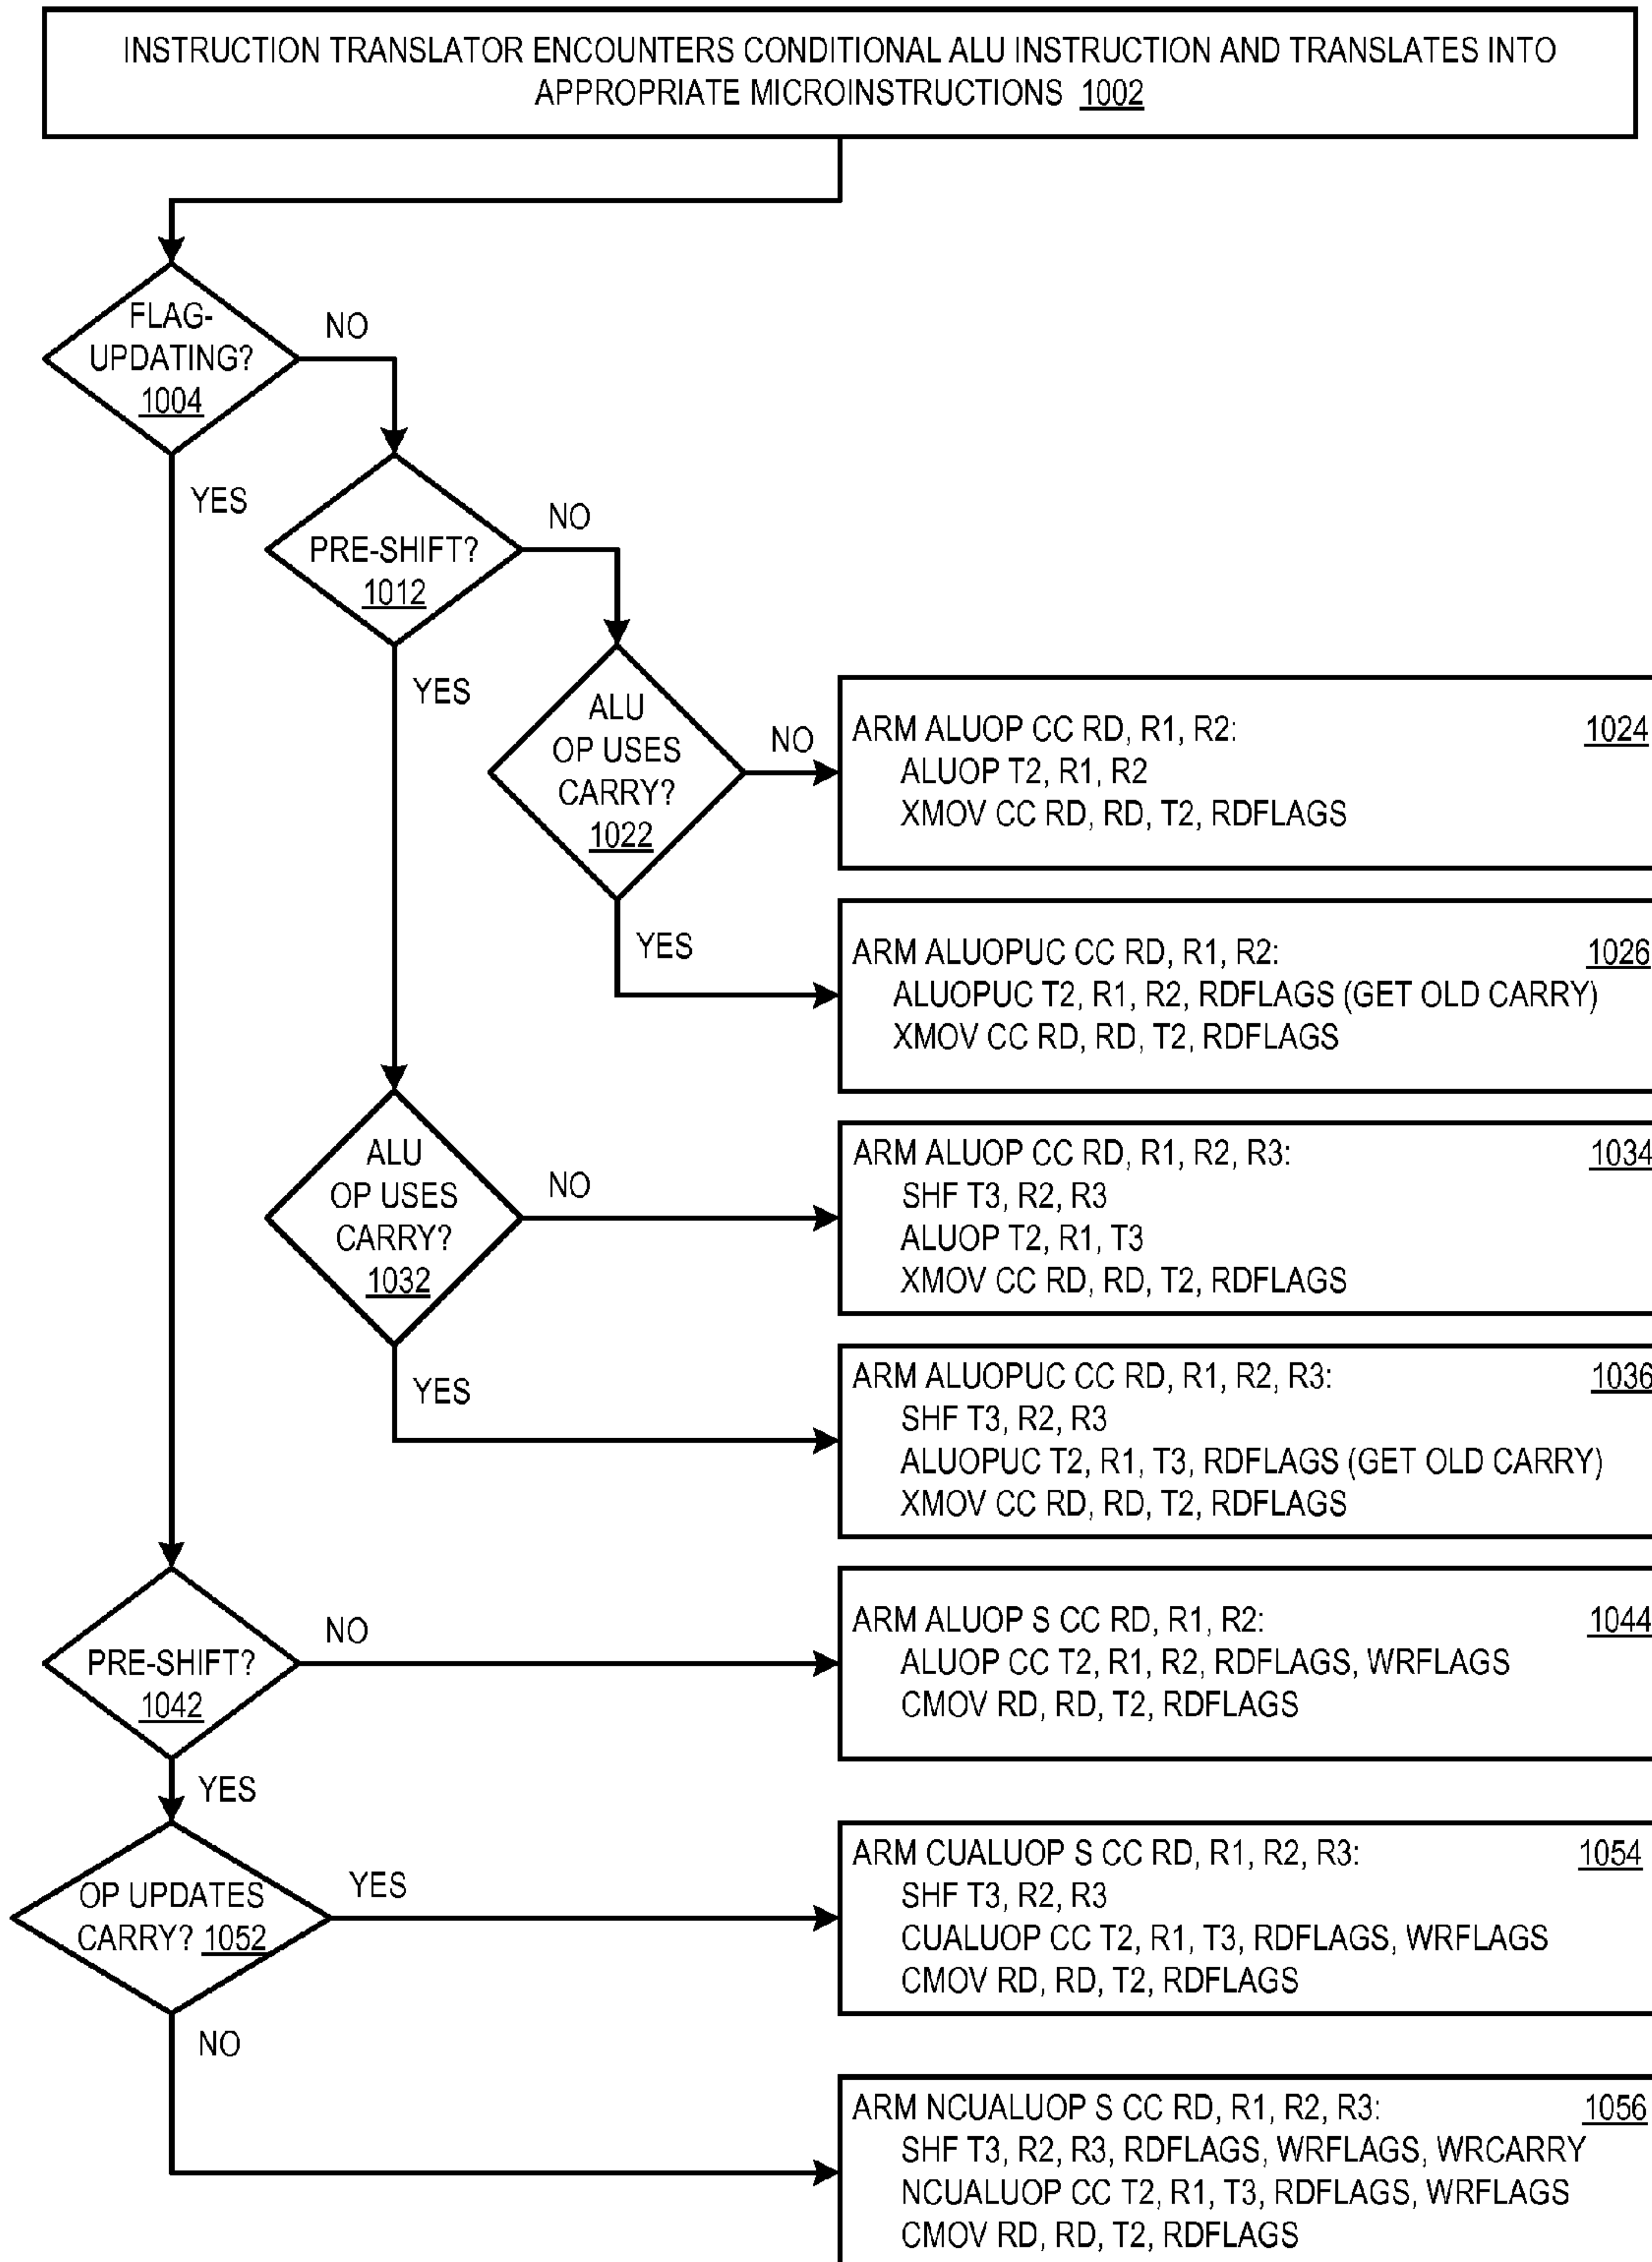 INSTRUCTION TRANSLATOR ENCOUNTERS CONDITIONAL ALU INSTRUCTION AND TRANSLATES INTO
APPROPRIATE MICROINSTRUCTIONS 1002
FLAG-
UPDATING?
1004
NO
YES
PRE-SHIFT?
1012
NO
YES
ALU
OP USES
CARRY?
1022
NO
YES
ARM ALUOP CC RD, R1, R2: 1024
ALUOP T2, R1, R2
XMOV CC RD, RD, T2, RDFLAGS
ARM ALUOPUC CC RD, R1, R2: 1026
ALUOPUC T2, R1, R2, RDFLAGS (GET OLD CARRY)
XMOV CC RD, RD, T2, RDFLAGS
ALU
OP USES
CARRY?
1032
NO
YES
ARM ALUOP CC RD, R1, R2, R3: 1034
SHF T3, R2, R3
ALUOP T2, R1, T3
XMOV CC RD, RD, T2, RDFLAGS
ARM ALUOPUC CC RD, R1, R2, R3: 1036
SHF T3, R2, R3
ALUOPUC T2, R1, T3, RDFLAGS (GET OLD CARRY)
XMOV CC RD, RD, T2, RDFLAGS
PRE-SHIFT?
1042
NO
YES
ARM ALUOP S CC RD, R1, R2: 1044
ALUOP CC T2, R1, R2, RDFLAGS, WRFLAGS
CMOV RD, RD, T2, RDFLAGS
OP UPDATES
CARRY? 1052
YES
NO
ARM CUALUOP S CC RD, R1, R2, R3: 1054
SHF T3, R2, R3
CUALUOP CC T2, R1, T3, RDFLAGS, WRFLAGS
CMOV RD, RD, T2, RDFLAGS
ARM NCUALUOP S CC RD, R1, R2, R3: 1056
SHF T3, R2, R3, RDFLAGS, WRFLAGS, WRCARRY
NCUALUOP CC T2, R1, T3, RDFLAGS, WRFLAGS
CMOV RD, RD, T2, RDFLAGS